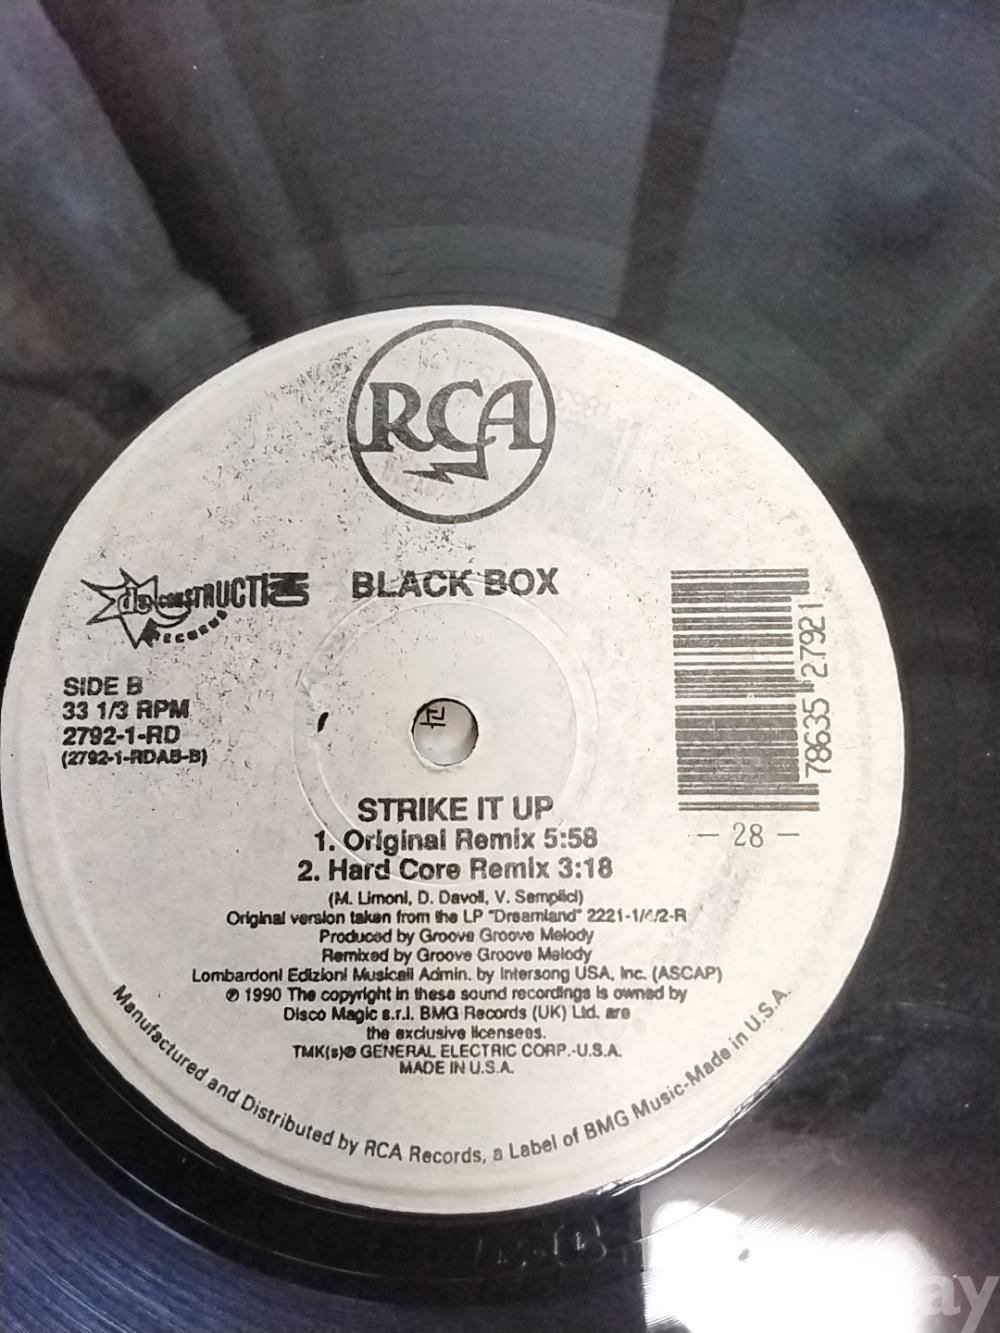 RCA
deCONSTRUCTION
RECORDS
BLACK BOX
SIDE B
33 1/3 RPM
2792-1-RD
(2792-1-RDAB-B)
78635 27921
— 28 —
STRIKE IT UP
1. Original Remix 5:58
2. Hard Core Remix 3:18
(M. Limoni, D. Davoli, V. Semplici)
Original version taken from the LP "Dreamland" 2221-1/4/2-R
Produced by Groove Groove Melody
Remixed by Groove Groove Melody
Lombardoni Edizioni Musicali Admin. by Intersong USA, Inc. (ASCAP)
℗ 1990 The copyright in these sound recordings is owned by
Disco Magic s.r.l. BMG Records (UK) Ltd. are
the exclusive licensees.
TMK(s)® GENERAL ELECTRIC CORP.-U.S.A.
MADE IN U.S.A.
Manufactured and Distributed by RCA Records, a Label of BMG Music-Made in U.S.A.
ay